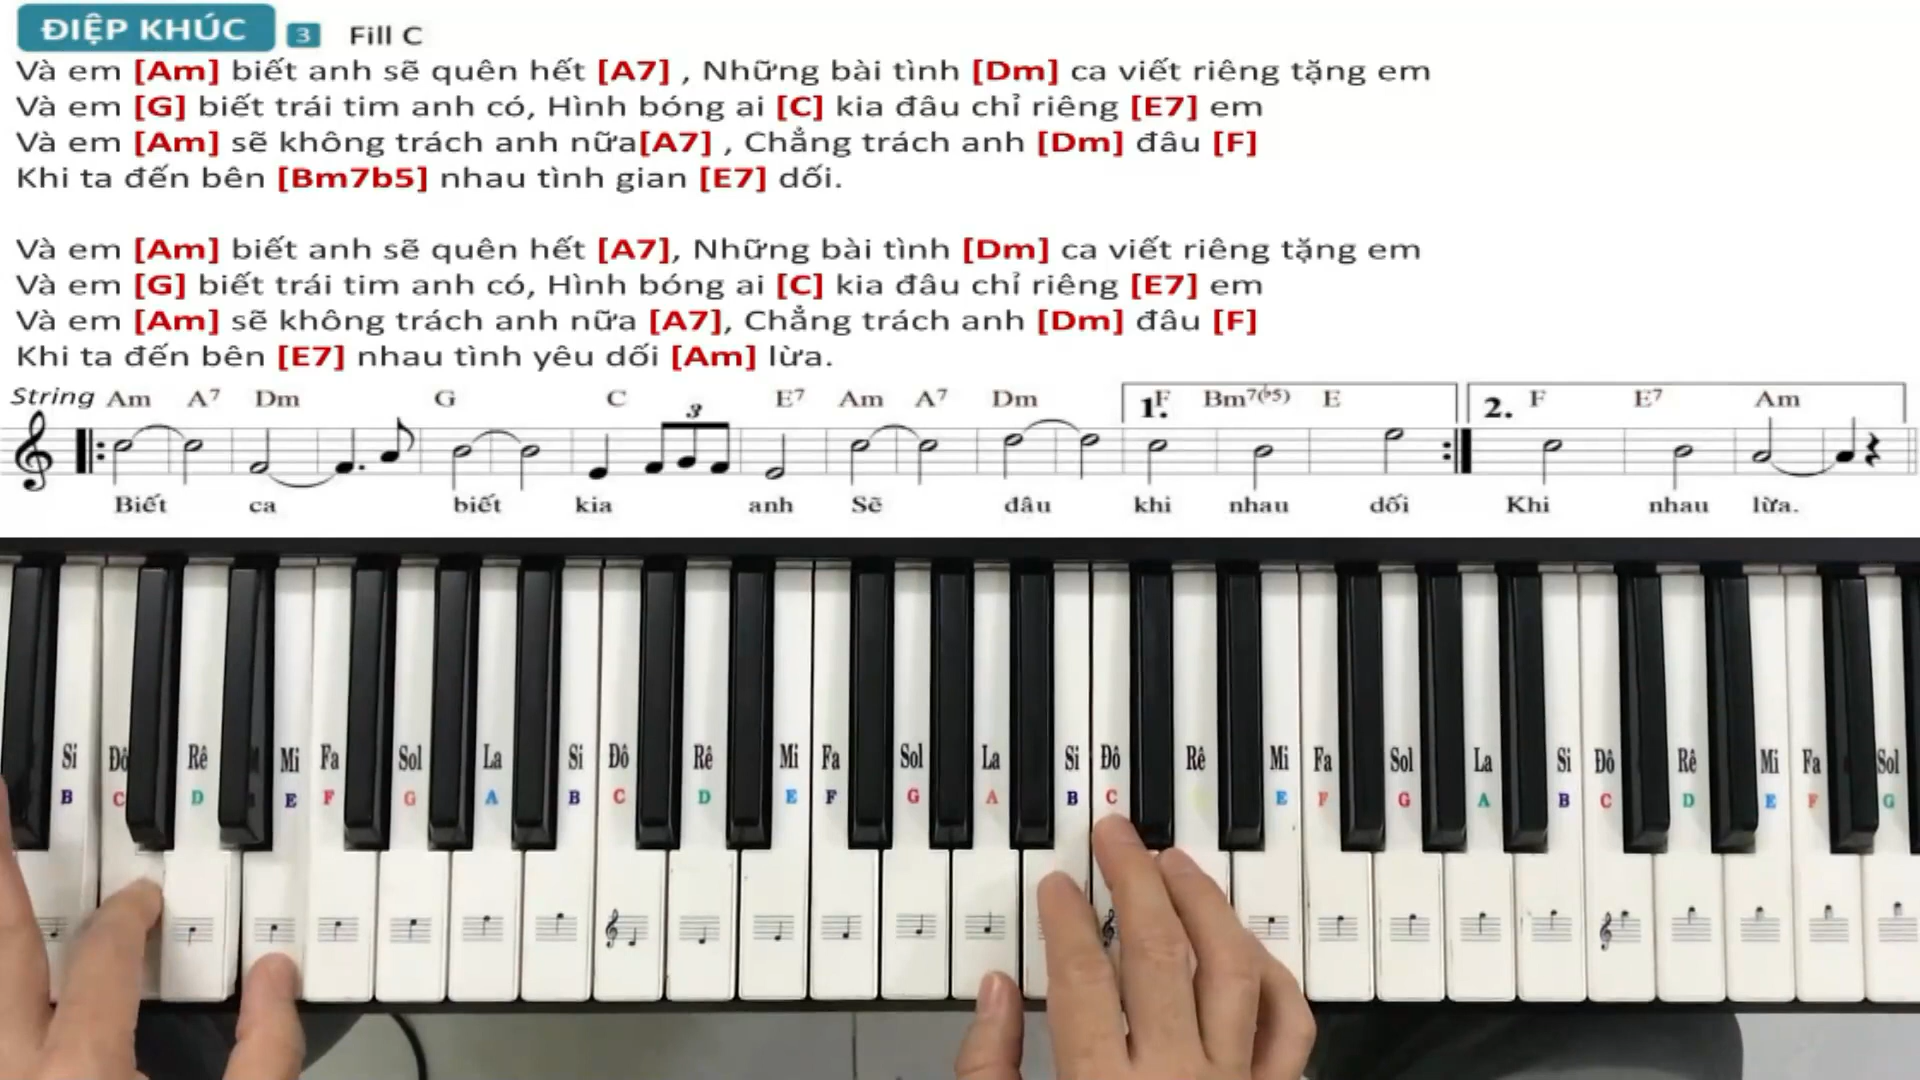 ĐIỆP KHÚC 3 Fill C
Và em [Am] biết anh sẽ quên hết [A7] , Những bài tình [Dm] ca viết riêng tặng em
Và em [G] biết trái tim anh có, Hình bóng ai [C] kia đâu chỉ riêng [E7] em
Và em [Am] sẽ không trách anh nữa[A7] , Chẳng trách anh [Dm] đâu [F]
Khi ta đến bên [Bm7b5] nhau tình gian [E7] dối.
Và em [Am] biết anh sẽ quên hết [A7], Những bài tình [Dm] ca viết riêng tặng em
Và em [G] biết trái tim anh có, Hình bóng ai [C] kia đâu chỉ riêng [E7] em
Và em [Am] sẽ không trách anh nữa [A7], Chẳng trách anh [Dm] đâu [F]
Khi ta đến bên [E7] nhau tình yêu dối [Am] lừa.
String Am A7 Dm G C E7 Am A7 Dm F Bm7(b5) E F E7 Am
3 1. 2.
Biết ca biết kia anh Sẽ đâu khi nhau dối Khi nhau lừa.
Si Đô Rê Mi Fa Sol La Si Đô Rê Mi Fa Sol La Si Đô Rê Mi Fa Sol La Si Đô Rê Mi Fa Sol
B C D E F G A B C D E F G A B C E F G A B C D E F G